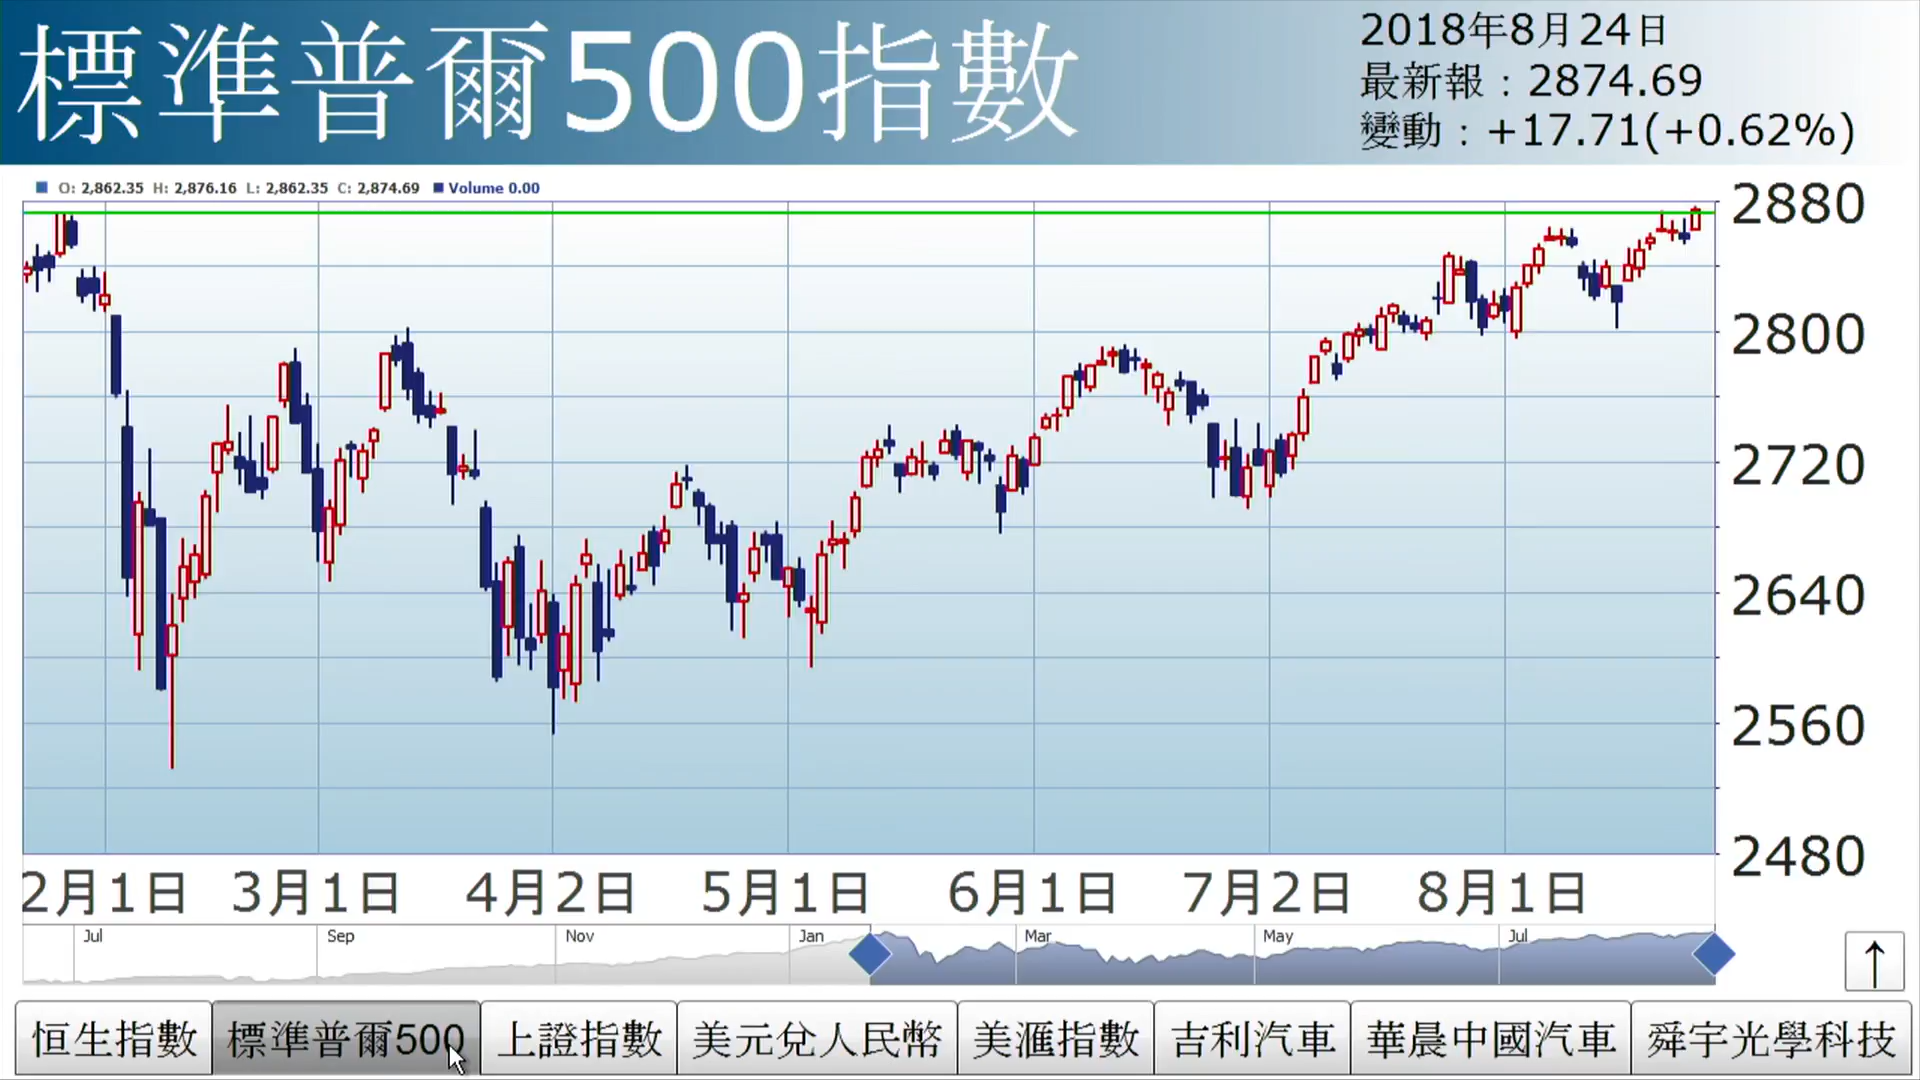 標準普爾500指數
2018年8月24日
最新報：2874.69
變動：+17.71(+0.62%)
O: 2,862.35 H: 2,876.16 L: 2,862.35 C: 2,874.69 Volume 0.00
2880
2800
2720
2640
2560
2480
2月1日 3月1日 4月2日 5月1日 6月1日 7月2日 8月1日
Jul Sep Nov Jan Mar May Jul
↑
恒生指數 標準普爾500 上證指數 美元兌人民幣 美滙指數 吉利汽車 華晨中國汽車 舜宇光學科技